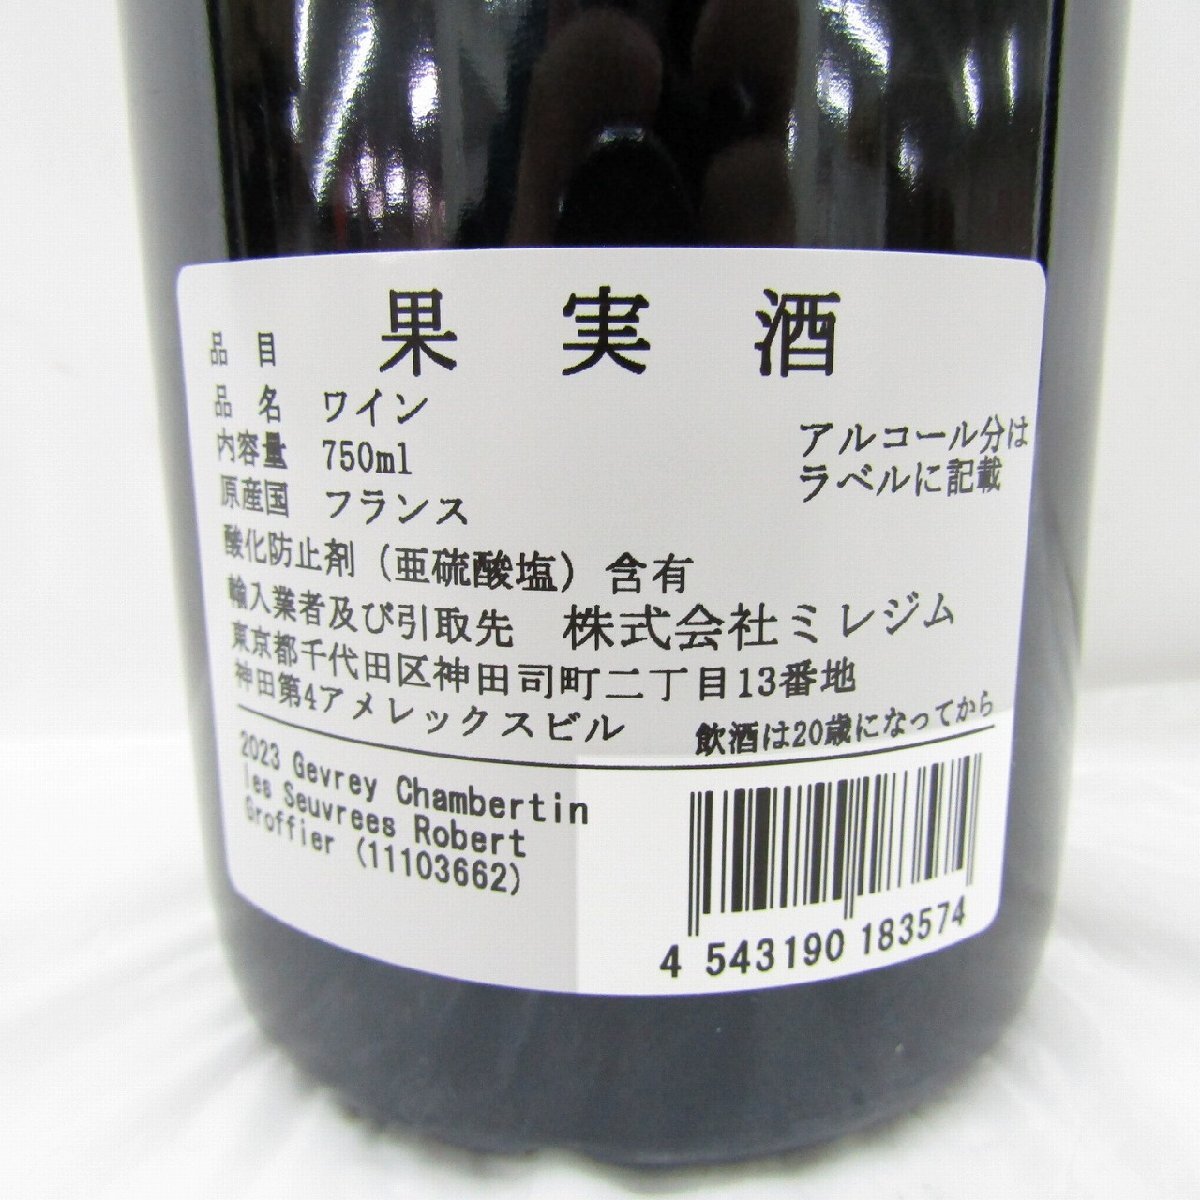 品目 果実酒
品名 ワイン
内容量 750ml
アルコール分は
ラベルに記載
原産国 フランス
酸化防止剤(亜硫酸塩)含有
輸入業者及び引取先 株式会社ミレジム
東京都千代田区神田司町二丁目13番地
神田第4アメレックスビル
飲酒は20歳になってから
2023 Gevrey Chambertin
les Seuvrees Robert
Groffier (11103662)
4 543190 183574